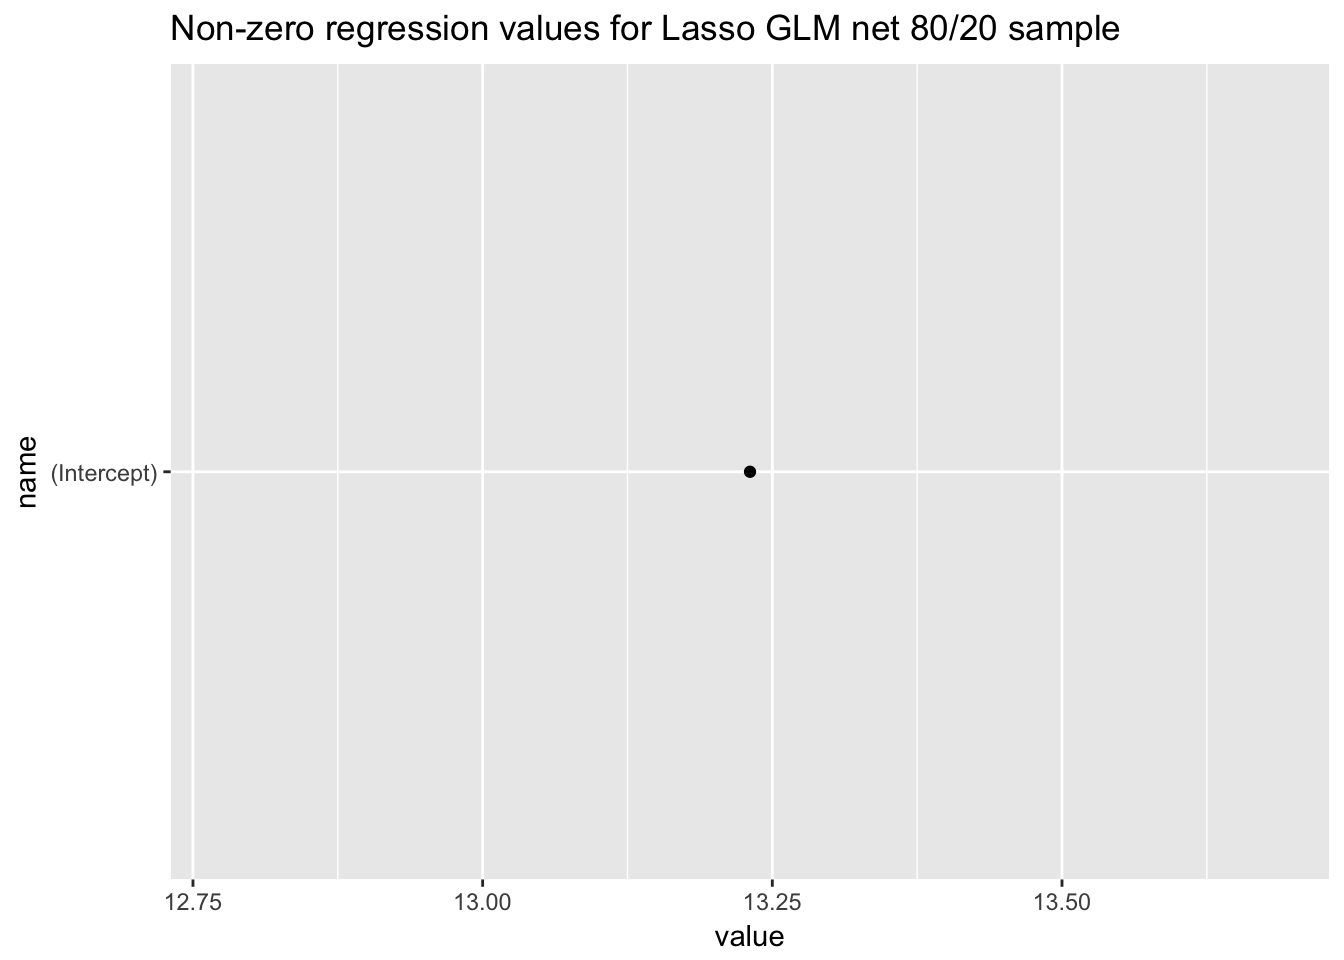 Non-zero regression values for Lasso GLM net 80/20 sample
name
(Intercept)
12.75
13.00
13.25
13.50
value